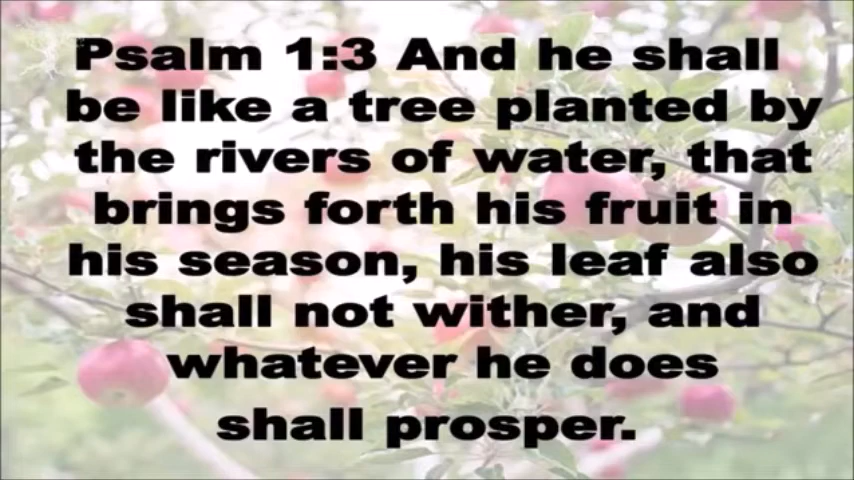 Psalm 1:3 And he shall
be like a tree planted by
the rivers of water, that
brings forth his fruit in
his season, his leaf also
shall not wither, and
whatever he does
shall prosper.